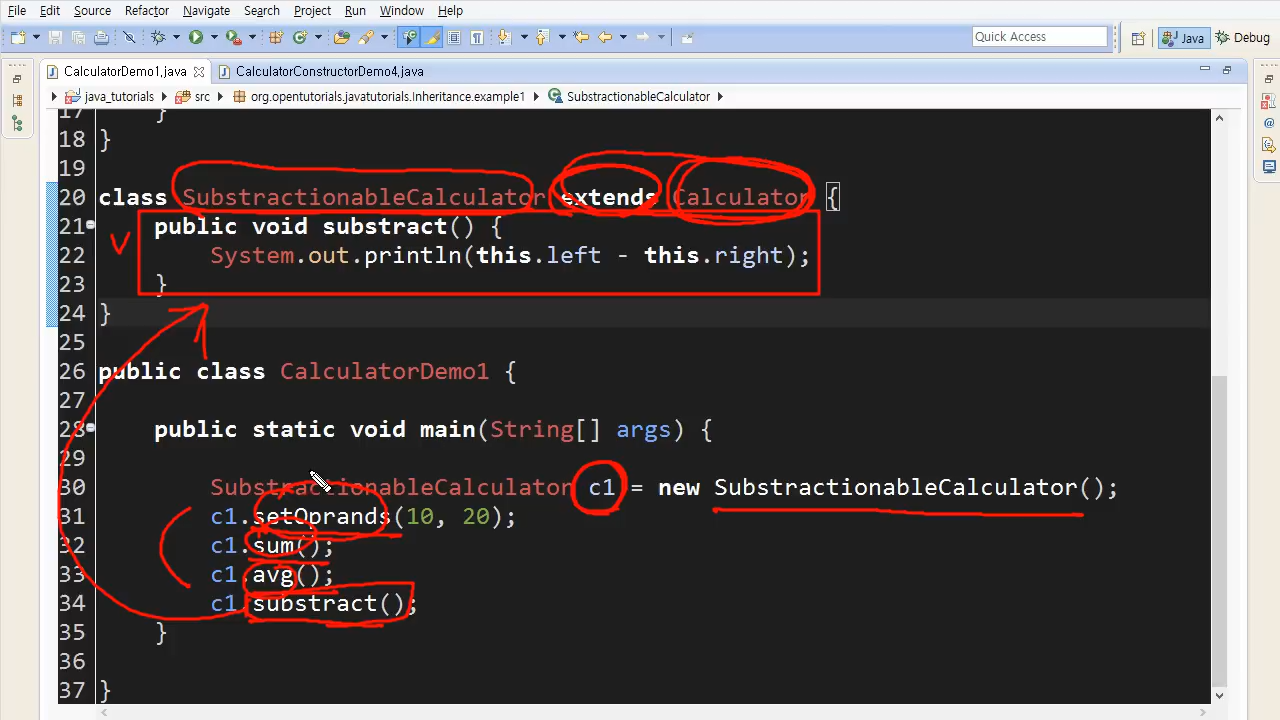 File Edit Source Refactor Navigate Search Project Run Window Help
Quick Access
Java
Debug
CalculatorDemo1.java
CalculatorConstructorDemo4.java
java_tutorials src org.opentutorials.javatutorials.Inheritance.example1 SubstractionableCalculator
17 }
18 }
19
20 class SubstractionableCalculator extends Calculator {
21 public void substract() {
22 System.out.println(this.left - this.right);
23 }
24 }
25
26 public class CalculatorDemo1 {
27
28 public static void main(String[] args) {
29
30 SubstractionableCalculator c1 = new SubstractionableCalculator();
31 c1.setOprands(10, 20);
32 c1.sum();
33 c1.avg();
34 c1.substract();
35 }
36
37 }